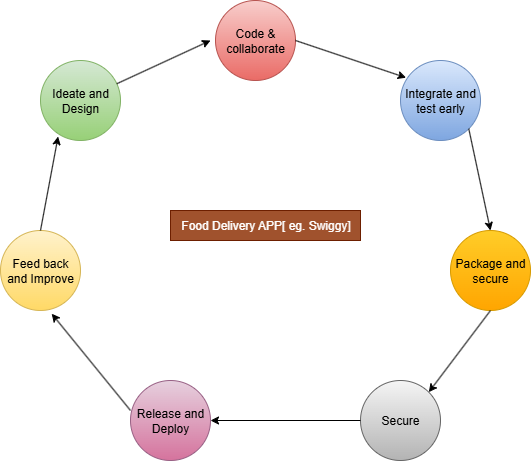 Code &
collaborate
Ideate and
Design
Integrate and
test early
Food Delivery APP[ eg. Swiggy]
Feed back
and Improve
Package and
secure
Release and
Deploy
Secure